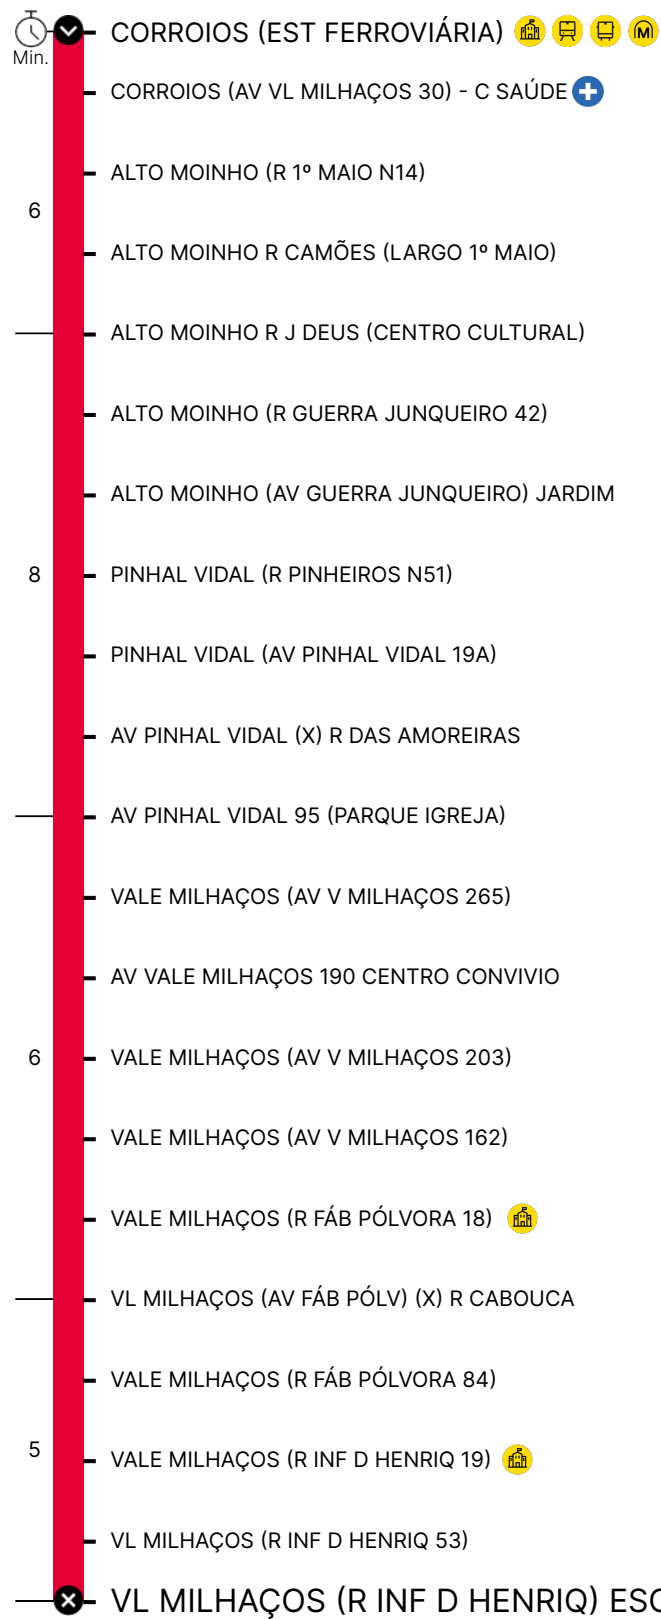 CORROIOS (EST FERROVIÁRIA)
Min.
CORROIOS (AV VL MILHAÇOS 30) - C SAÚDE
ALTO MOINHO (R 1º MAIO N14)
6
ALTO MOINHO R CAMÕES (LARGO 1º MAIO)
ALTO MOINHO R J DEUS (CENTRO CULTURAL)
ALTO MOINHO (R GUERRA JUNQUEIRO 42)
ALTO MOINHO (AV GUERRA JUNQUEIRO) JARDIM
8 PINHAL VIDAL (R PINHEIROS N51)
PINHAL VIDAL (AV PINHAL VIDAL 19A)
AV PINHAL VIDAL (X) R DAS AMOREIRAS
AV PINHAL VIDAL 95 (PARQUE IGREJA)
VALE MILHAÇOS (AV V MILHAÇOS 265)
AV VALE MILHAÇOS 190 CENTRO CONVIVIO
6 VALE MILHAÇOS (AV V MILHAÇOS 203)
VALE MILHAÇOS (AV V MILHAÇOS 162)
VALE MILHAÇOS (R FÁB PÓLVORA 18)
VL MILHAÇOS (AV FÁB PÓLV) (X) R CABOUCA
VALE MILHAÇOS (R FÁB PÓLVORA 84)
5 VALE MILHAÇOS (R INF D HENRIQ 19)
VL MILHAÇOS (R INF D HENRIQ 53)
VL MILHAÇOS (R INF D HENRIQ)